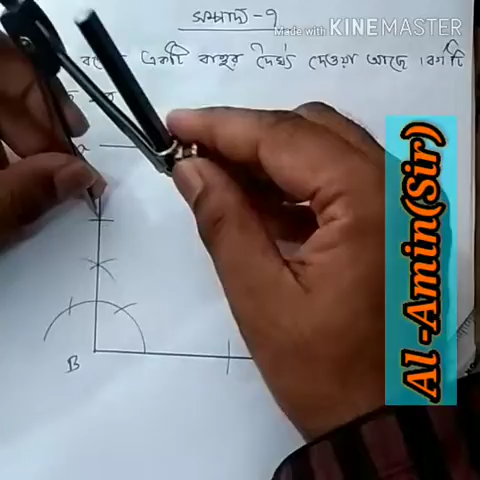 সম্পাদ্য - ৭
Made with KINEMASTER
একটি বাহুর দৈর্ঘ্য দেওয়া আছে। বর্গটি
a
B
Al -Amin(Sir)